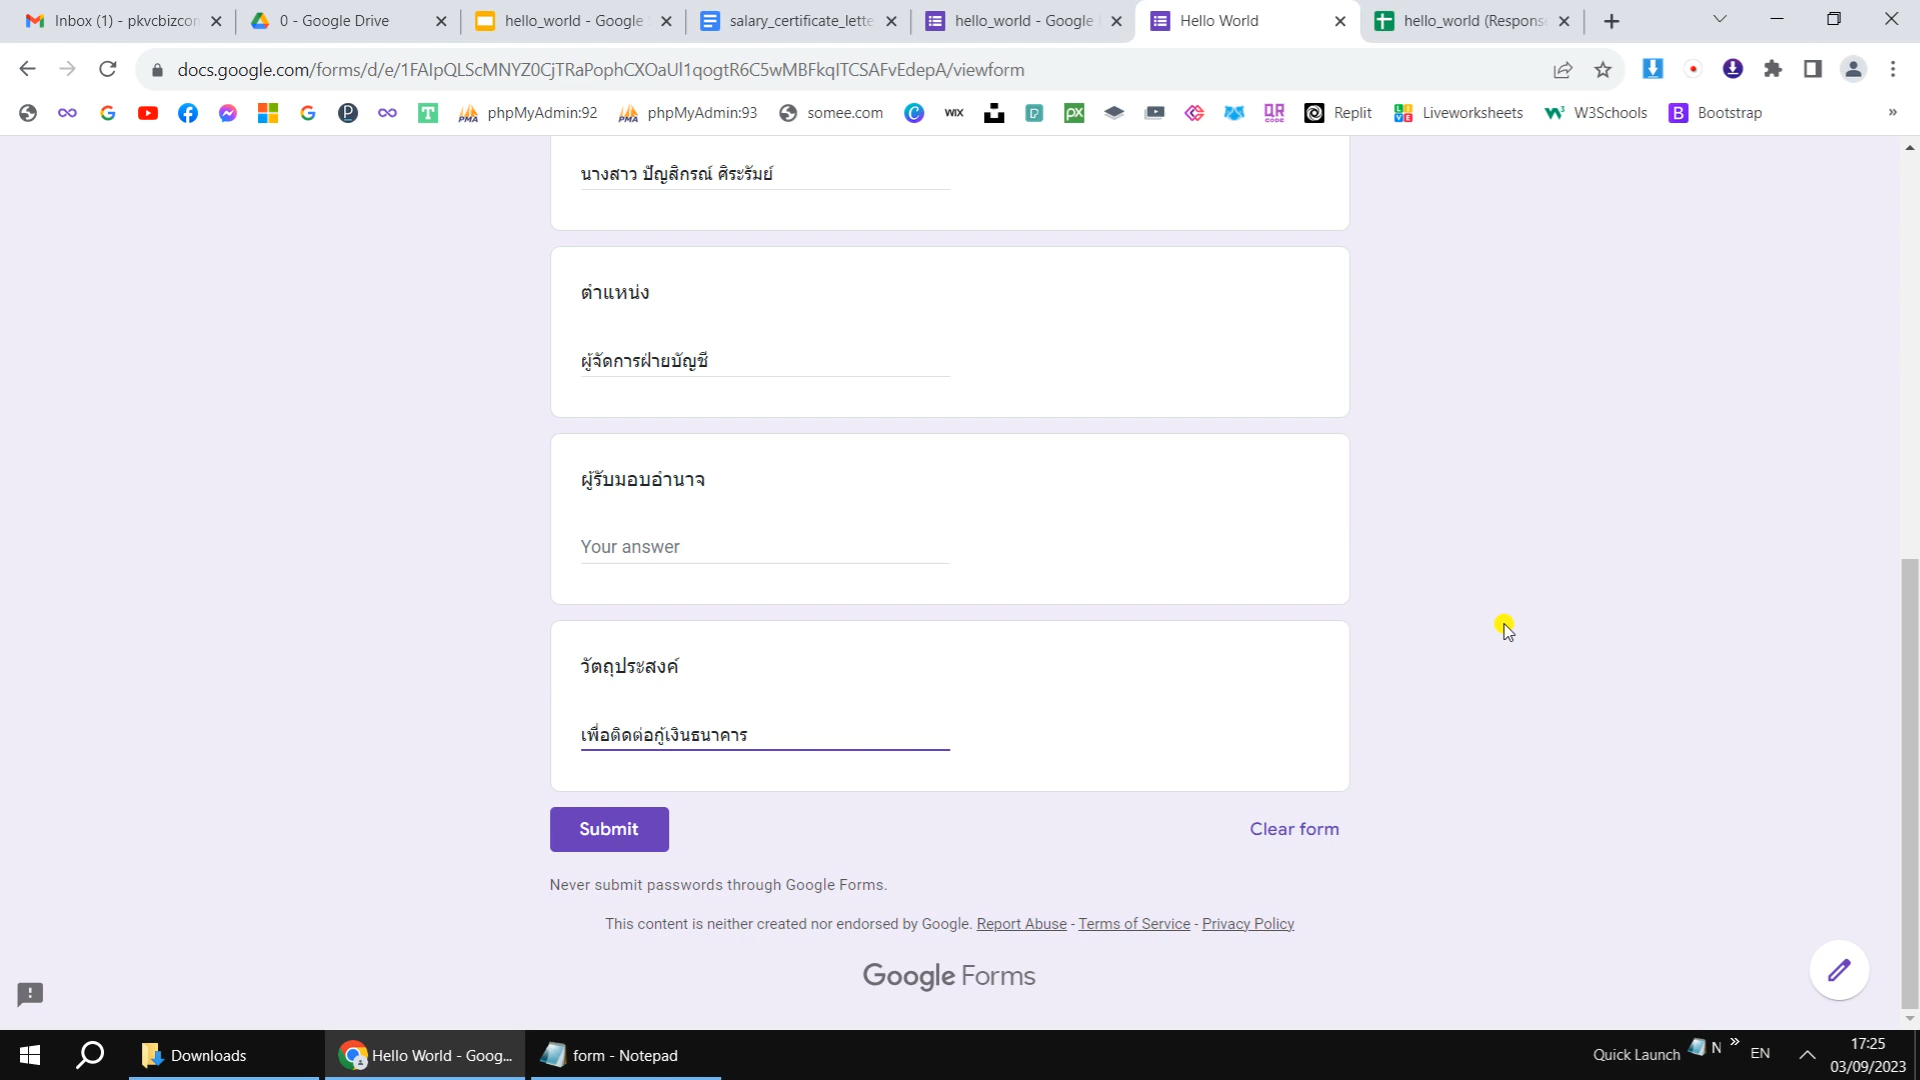 Inbox (1) - pkvcbizcon
0 - Google Drive
hello_world - Google
salary_certificate_lette
hello_world - Google
Hello World
hello_world (Respons
docs.google.com/forms/d/e/1FAIpQLScMNYZ0CjTRaPophCXOaUl1qogtR6C5wMBFkqITCSAFvEdepA/viewform
phpMyAdmin:92
phpMyAdmin:93
somee.com
WIX
Replit
Liveworksheets
W3Schools
Bootstrap
นางสาว ปัญสิกรณ์ ศิระรัมย์
ตำแหน่ง
ผู้จัดการฝ่ายบัญชี
ผู้รับมอบอำนาจ
Your answer
วัตถุประสงค์
เพื่อติดต่อกู้เงินธนาคาร
Submit
Clear form
Never submit passwords through Google Forms.
This content is neither created nor endorsed by Google. Report Abuse - Terms of Service - Privacy Policy
Google Forms
Downloads
Hello World - Goog...
form - Notepad
Quick Launch
N
EN
17:25
03/09/2023